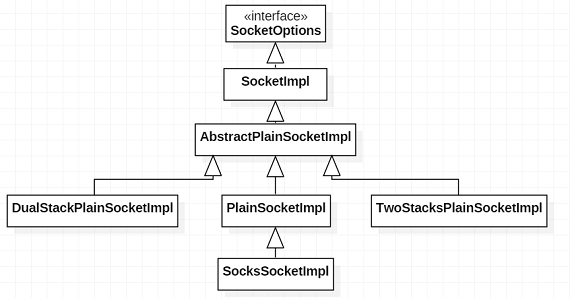 «interface»
SocketOptions
SocketImpl
AbstractPlainSocketImpl
DualStackPlainSocketImpl
PlainSocketImpl
TwoStacksPlainSocketImpl
SocksSocketImpl